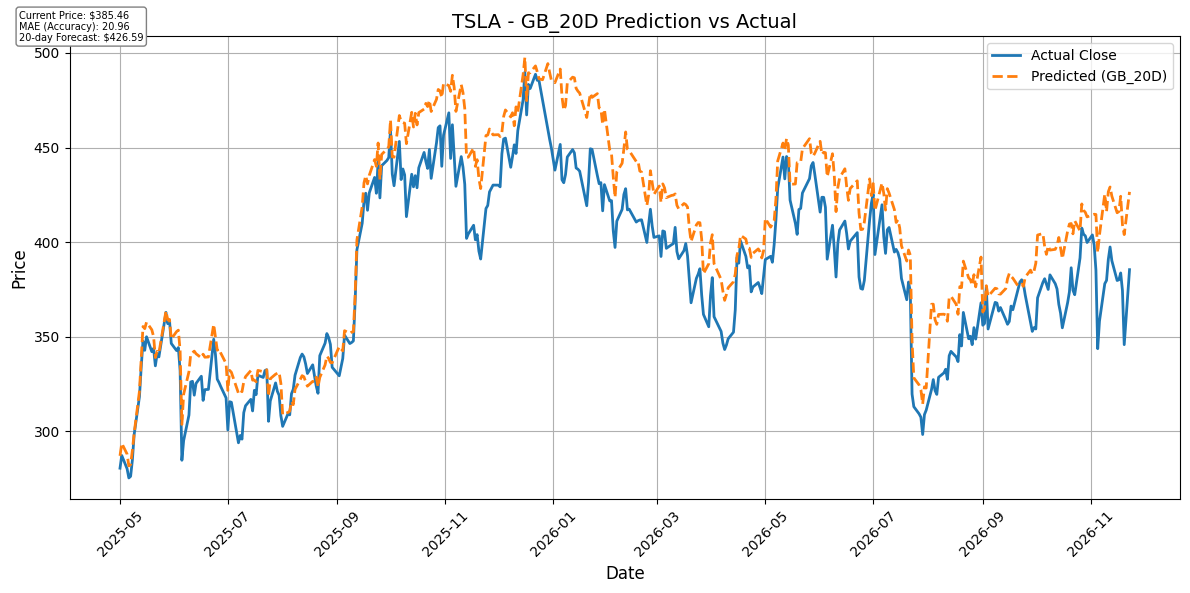 TSLA - GB_20D Prediction vs Actual
Current Price: $385.46
MAE (Accuracy): 20.96
20-day Forecast: $426.59
Actual Close
Predicted (GB_20D)
Price
500
450
400
350
300
2025-05
2025-07
2025-09
2025-11
2026-01
2026-03
2026-05
2026-07
2026-09
2026-11
Date